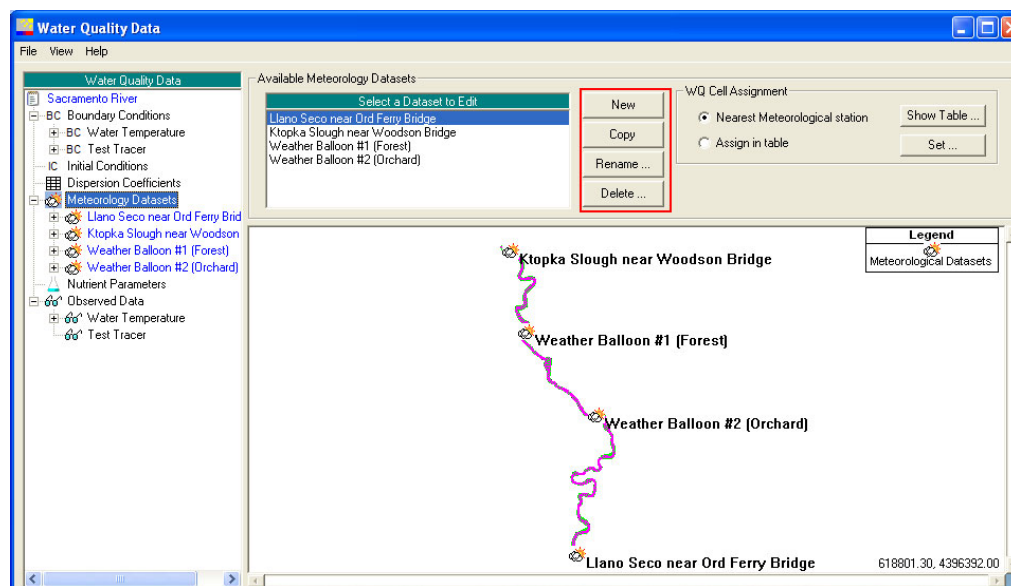 Water Quality Data
File View Help
Water Quality Data
Sacramento River
BC Boundary Conditions
BC Water Temperature
BC Test Tracer
IC Initial Conditions
Dispersion Coefficients
Meteorology Datasets
Llano Seco near Ord Ferry Brid
Ktopka Slough near Woodson
Weather Balloon #1 (Forest)
Weather Balloon #2 (Orchard)
Nutrient Parameters
Observed Data
Water Temperature
Test Tracer
Available Meteorology Datasets
Select a Dataset to Edit
Llano Seco near Ord Ferry Bridge
Ktopka Slough near Woodson Bridge
Weather Balloon #1 (Forest)
Weather Balloon #2 (Orchard)
New
Copy
Rename ...
Delete ...
WQ Cell Assignment
Nearest Meteorological station
Assign in table
Show Table ...
Set ...
Legend
Meteorological Datasets
Ktopka Slough near Woodson Bridge
Weather Balloon #1 (Forest)
Weather Balloon #2 (Orchard)
Llano Seco near Ord Ferry Bridge
618801.30, 4396392.00